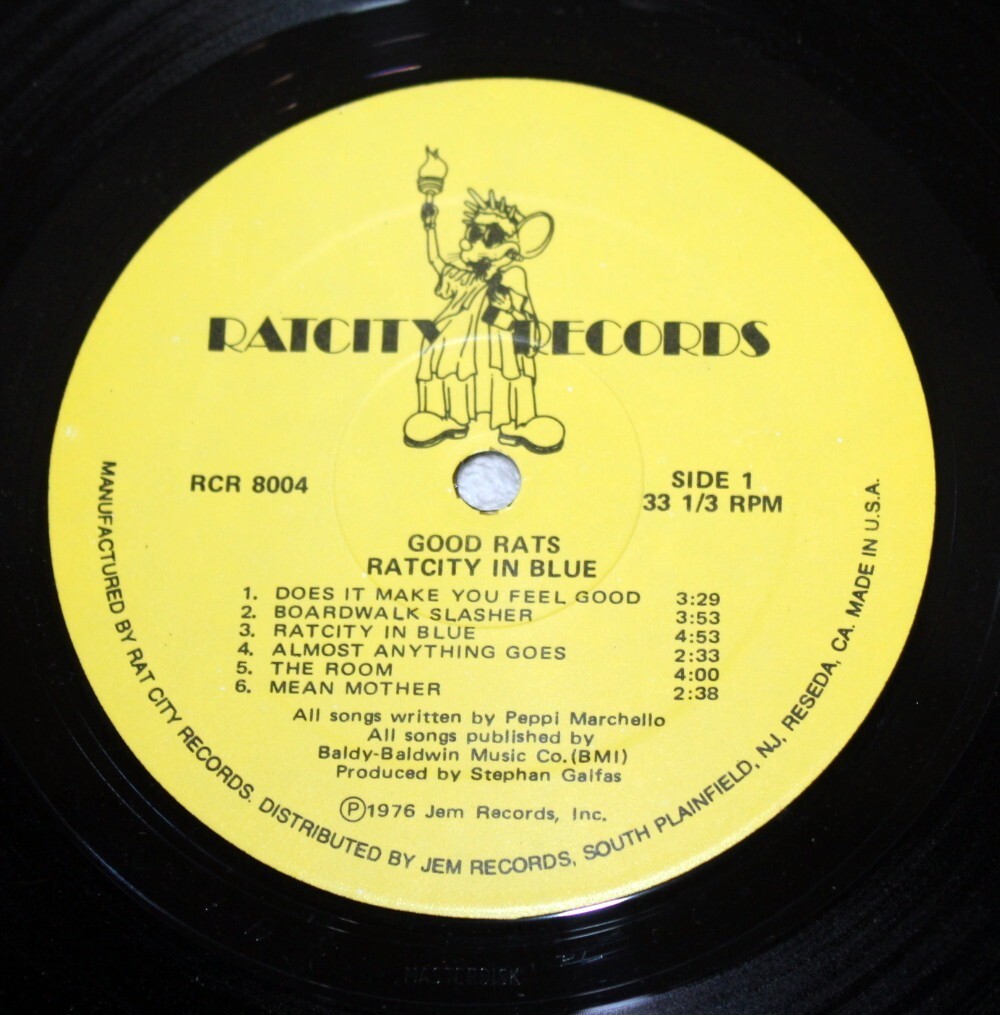 RATCITY RECORDS
RCR 8004
SIDE 1
33 1/3 RPM
GOOD RATS
RATCITY IN BLUE
1. DOES IT MAKE YOU FEEL GOOD 3:29
2. BOARDWALK SLASHER 3:53
3. RATCITY IN BLUE 4:53
4. ALMOST ANYTHING GOES 2:33
5. THE ROOM 4:00
6. MEAN MOTHER 2:38
All songs written by Peppi Marchello
All songs published by
Baldy-Baldwin Music Co.(BMI)
Produced by Stephan Galfas
Ⓟ1976 Jem Records, Inc.
MANUFACTURED BY RAT CITY RECORDS. DISTRIBUTED BY JEM RECORDS, SOUTH PLAINFIELD, NJ, RESEDA, CA. MADE IN U.S.A.
MASTERDISK